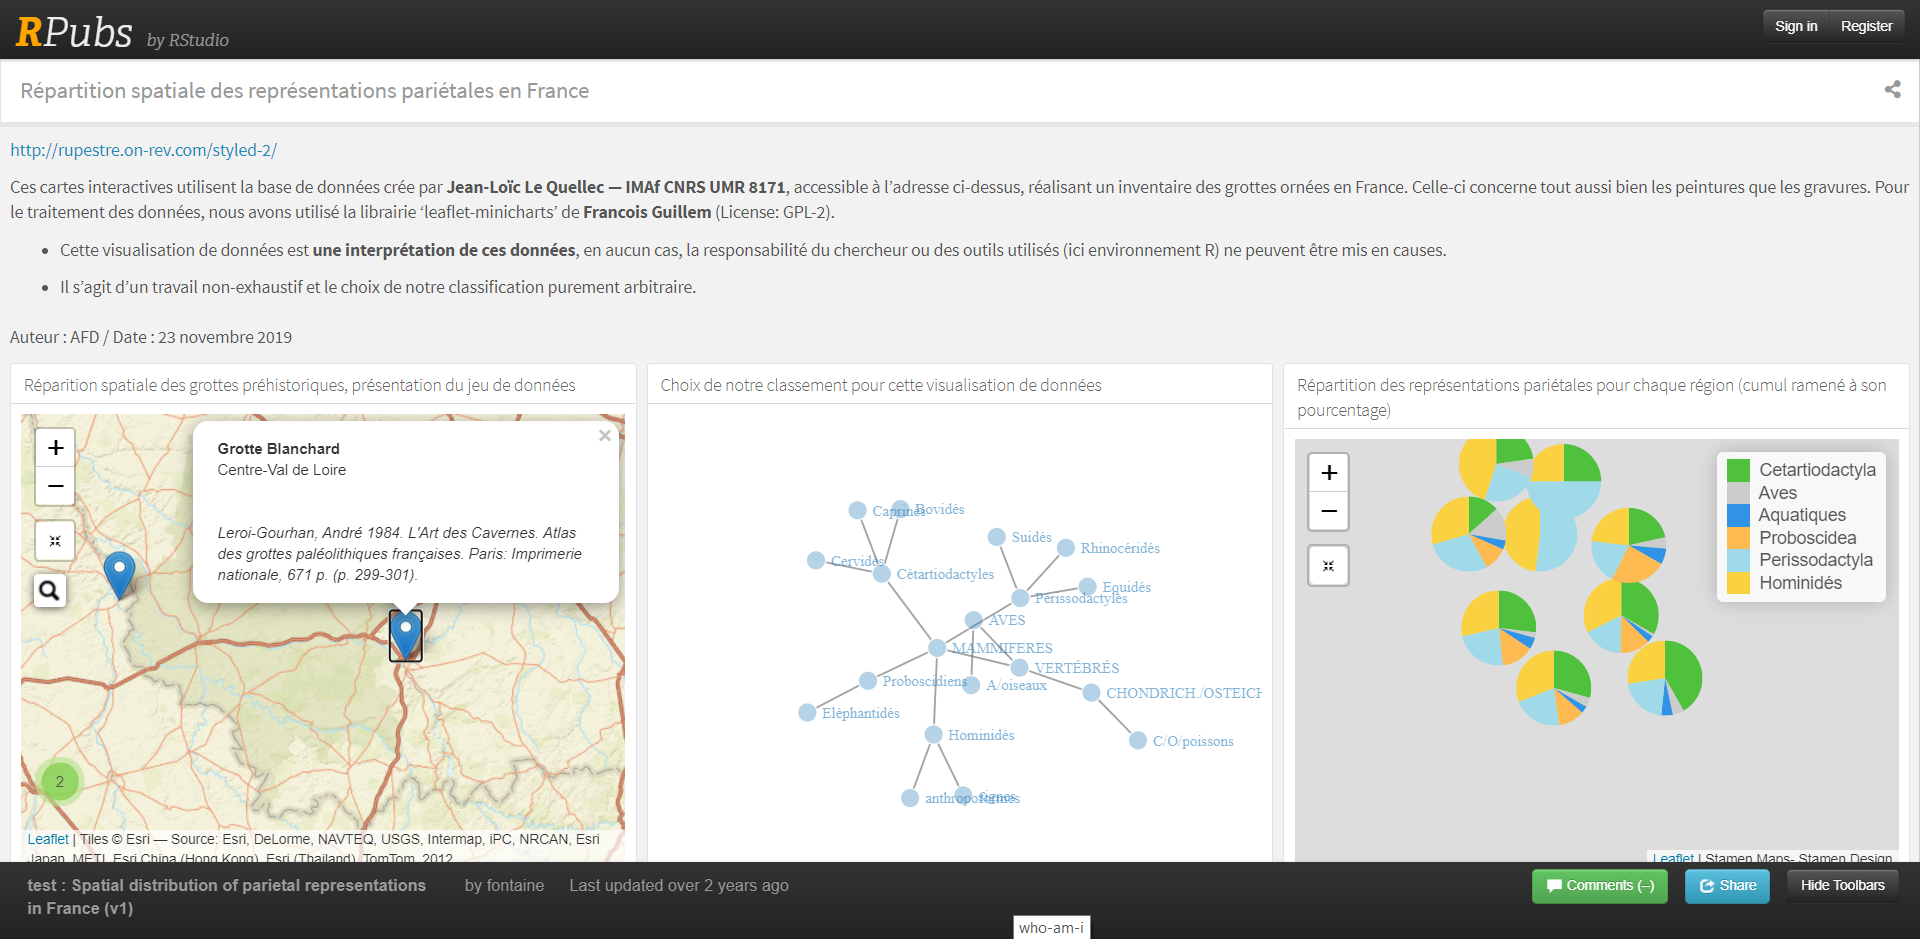 RPubs by RStudio
Sign in Register
Répartition spatiale des représentations pariétales en France
http://rupestre.on-rev.com/styled-2/
Ces cartes interactives utilisent la base de données crée par Jean-Loïc Le Quellec — IMAf CNRS UMR 8171, accessible à l’adresse ci-dessus, réalisant un inventaire des grottes ornées en France. Celle-ci concerne tout aussi bien les peintures que les gravures. Pour
le traitement des données, nous avons utilisé la librairie ‘leaflet-minicharts’ de Francois Guillem (License: GPL-2).
• Cette visualisation de données est une interprétation de ces données, en aucun cas, la responsabilité du chercheur ou des outils utilisés (ici environnement R) ne peuvent être mis en causes.
• Il s’agit d’un travail non-exhaustif et le choix de notre classification purement arbitraire.
Auteur : AFD / Date : 23 novembre 2019
Réparition spatiale des grottes préhistoriques, présentation du jeu de données
+
−
Grotte Blanchard
×
Centre-Val de Loire
Leroi-Gourhan, André 1984. L'Art des Cavernes. Atlas
des grottes paléolithiques françaises. Paris: Imprimerie
nationale, 671 p. (p. 299-301).
2
Leaflet | Tiles © Esri — Source: Esri, DeLorme, NAVTEQ, USGS, Intermap, iPC, NRCAN, Esri
Japan, METI, Esri China (Hong Kong), Esri (Thailand), TomTom, 2012
Choix de notre classement pour cette visualisation de données
Caprinés
Bovidés
Suidés
Rhinocéridés
Cervidés
Cétartiodactyles
Equidés
Périssodactyles
AVES
MAMMIFERES
VERTÉBRÉS
Proboscidiens
A/oiseaux
CHONDRICH./OSTEICH
Eléphantidés
Hominidés
C/O/poissons
anthropoformes
signes
Répartition des représentations pariétales pour chaque région (cumul ramené à son
pourcentage)
+
−
Cetartiodactyla
Aves
Aquatiques
Proboscidea
Perissodactyla
Hominidés
Leaflet | Stamen Maps- Stamen Design
test : Spatial distribution of parietal representations
in France (v1)
by fontaine
Last updated over 2 years ago
Comments (–)
Share
Hide Toolbars
who-am-i